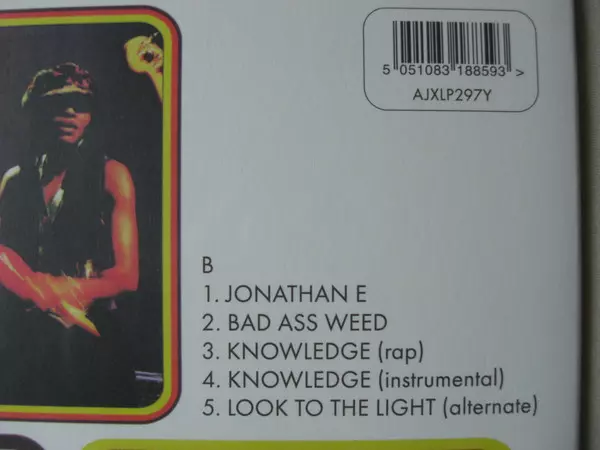 5 051083 188593 >
AJXLP297Y
B
1. JONATHAN E
2. BAD ASS WEED
3. KNOWLEDGE (rap)
4. KNOWLEDGE (instrumental)
5. LOOK TO THE LIGHT (alternate)